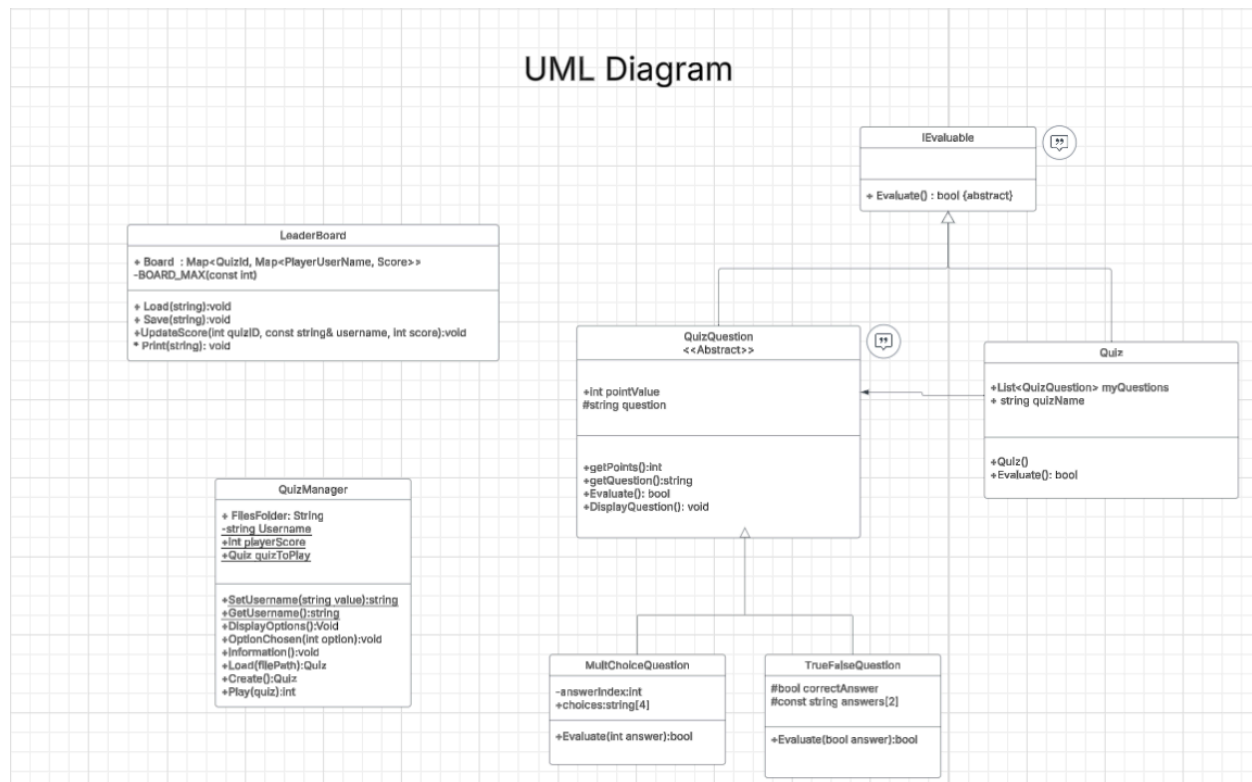 UML Diagram
IEvaluable
+ Evaluate() : bool {abstract}
LeaderBoard
+ Board : Map<QuizId, Map<PlayerUserName, Score>>
-BOARD_MAX(const int)
+ Load(string):void
+ Save(string):void
+UpdateScore(int quizID, const string& username, int score):void
* Print(string): void
QuizQuestion
<<Abstract>>
+int pointValue
#string question
+getPoints():int
+getQuestion():string
+Evaluate(): bool
+DisplayQuestion(): void
Quiz
+List<QuizQuestion> myQuestions
+ string quizName
+Quiz()
+Evaluate(): bool
QuizManager
+ FilesFolder: String
-string Username
+int playerScore
+Quiz quizToPlay
+SetUsername(string value):string
+GetUsername():string
+DisplayOptions():Void
+OptionChosen(int option):void
+Information():void
+Load(filePath):Quiz
+Create():Quiz
+Play(quiz):int
MultChoiceQuestion
-answerIndex:int
+choices:string[4]
+Evaluate(int answer):bool
TrueFalseQuestion
#bool correctAnswer
#const string answers[2]
+Evaluate(bool answer):bool